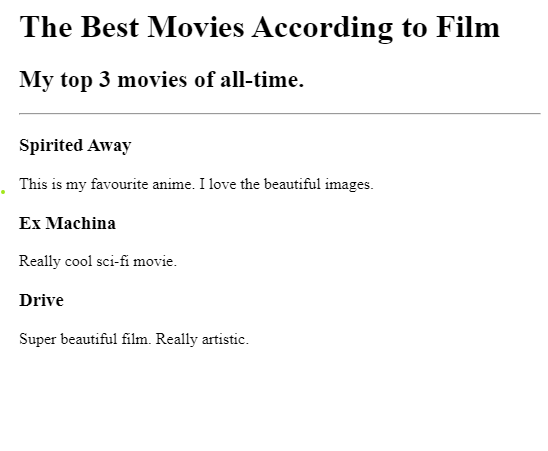 The Best Movies According to Film
My top 3 movies of all-time.
Spirited Away
This is my favourite anime. I love the beautiful images.
Ex Machina
Really cool sci-fi movie.
Drive
Super beautiful film. Really artistic.